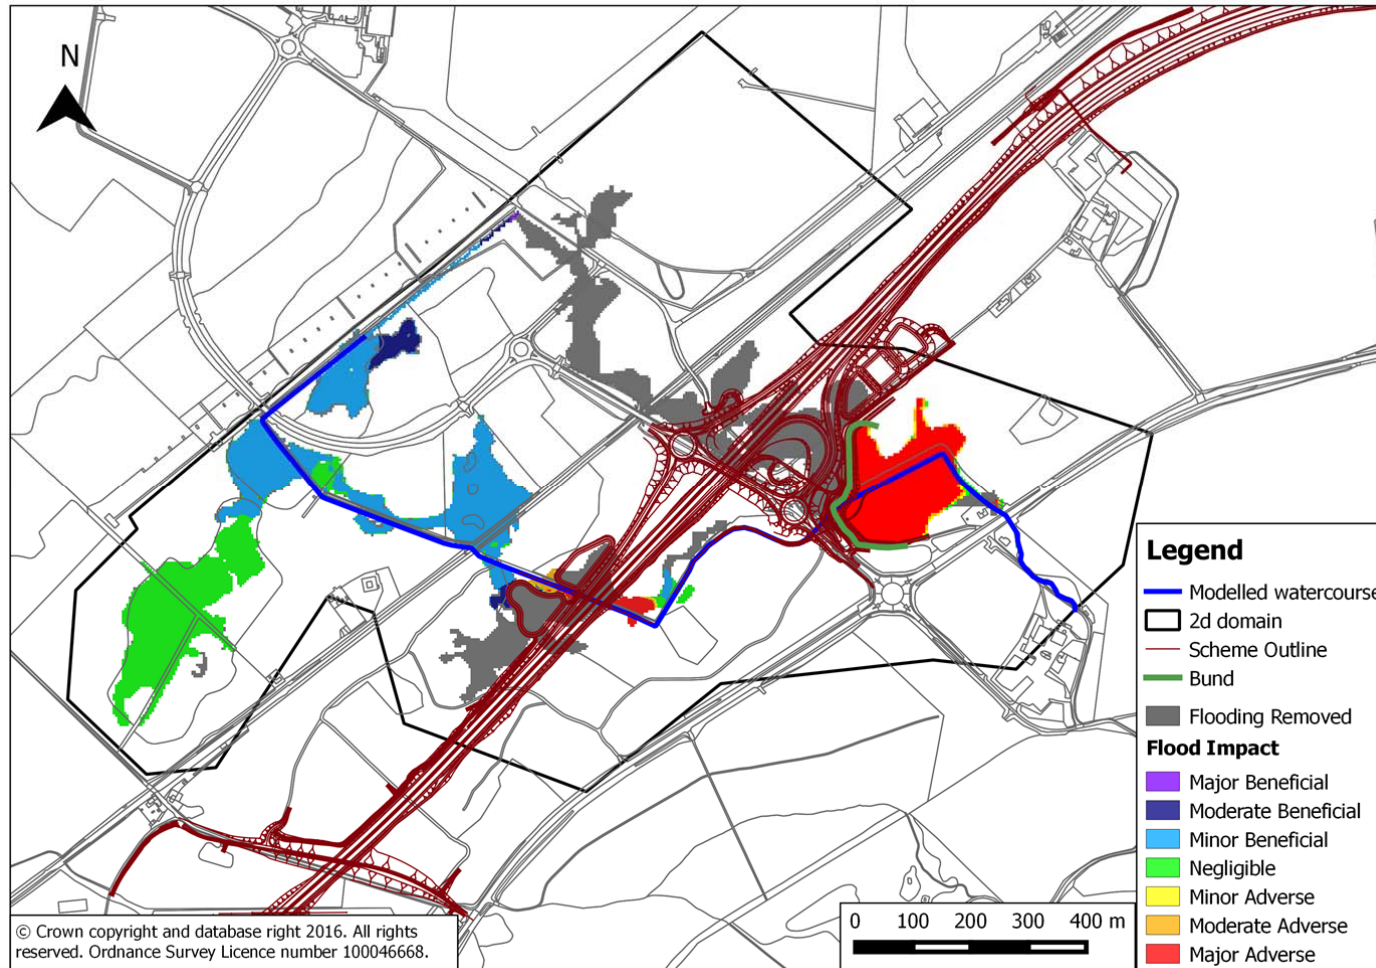 N
Legend
Modelled watercourse
2d domain
Scheme Outline
Bund
Flooding Removed
Flood Impact
Major Beneficial
Moderate Beneficial
Minor Beneficial
Negligible
Minor Adverse
Moderate Adverse
Major Adverse
0 100 200 300 400 m
© Crown copyright and database right 2016. All rights
reserved. Ordnance Survey Licence number 100046668.